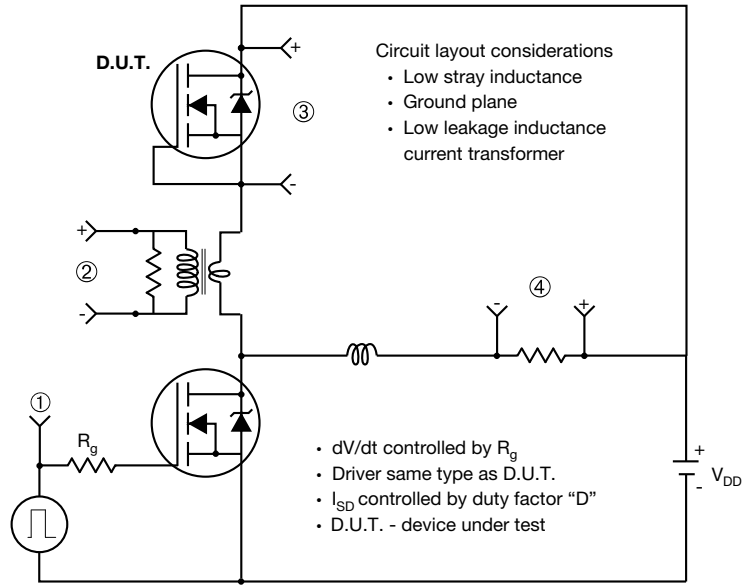 D.U.T.
+
Circuit layout considerations
• Low stray inductance
• Ground plane
• Low leakage inductance
current transformer
③
-
+
②
-
④
-
+
①
Rg
• dV/dt controlled by Rg
• Driver same type as D.U.T.
• ISD controlled by duty factor “D”
• D.U.T. - device under test
+
VDD
-